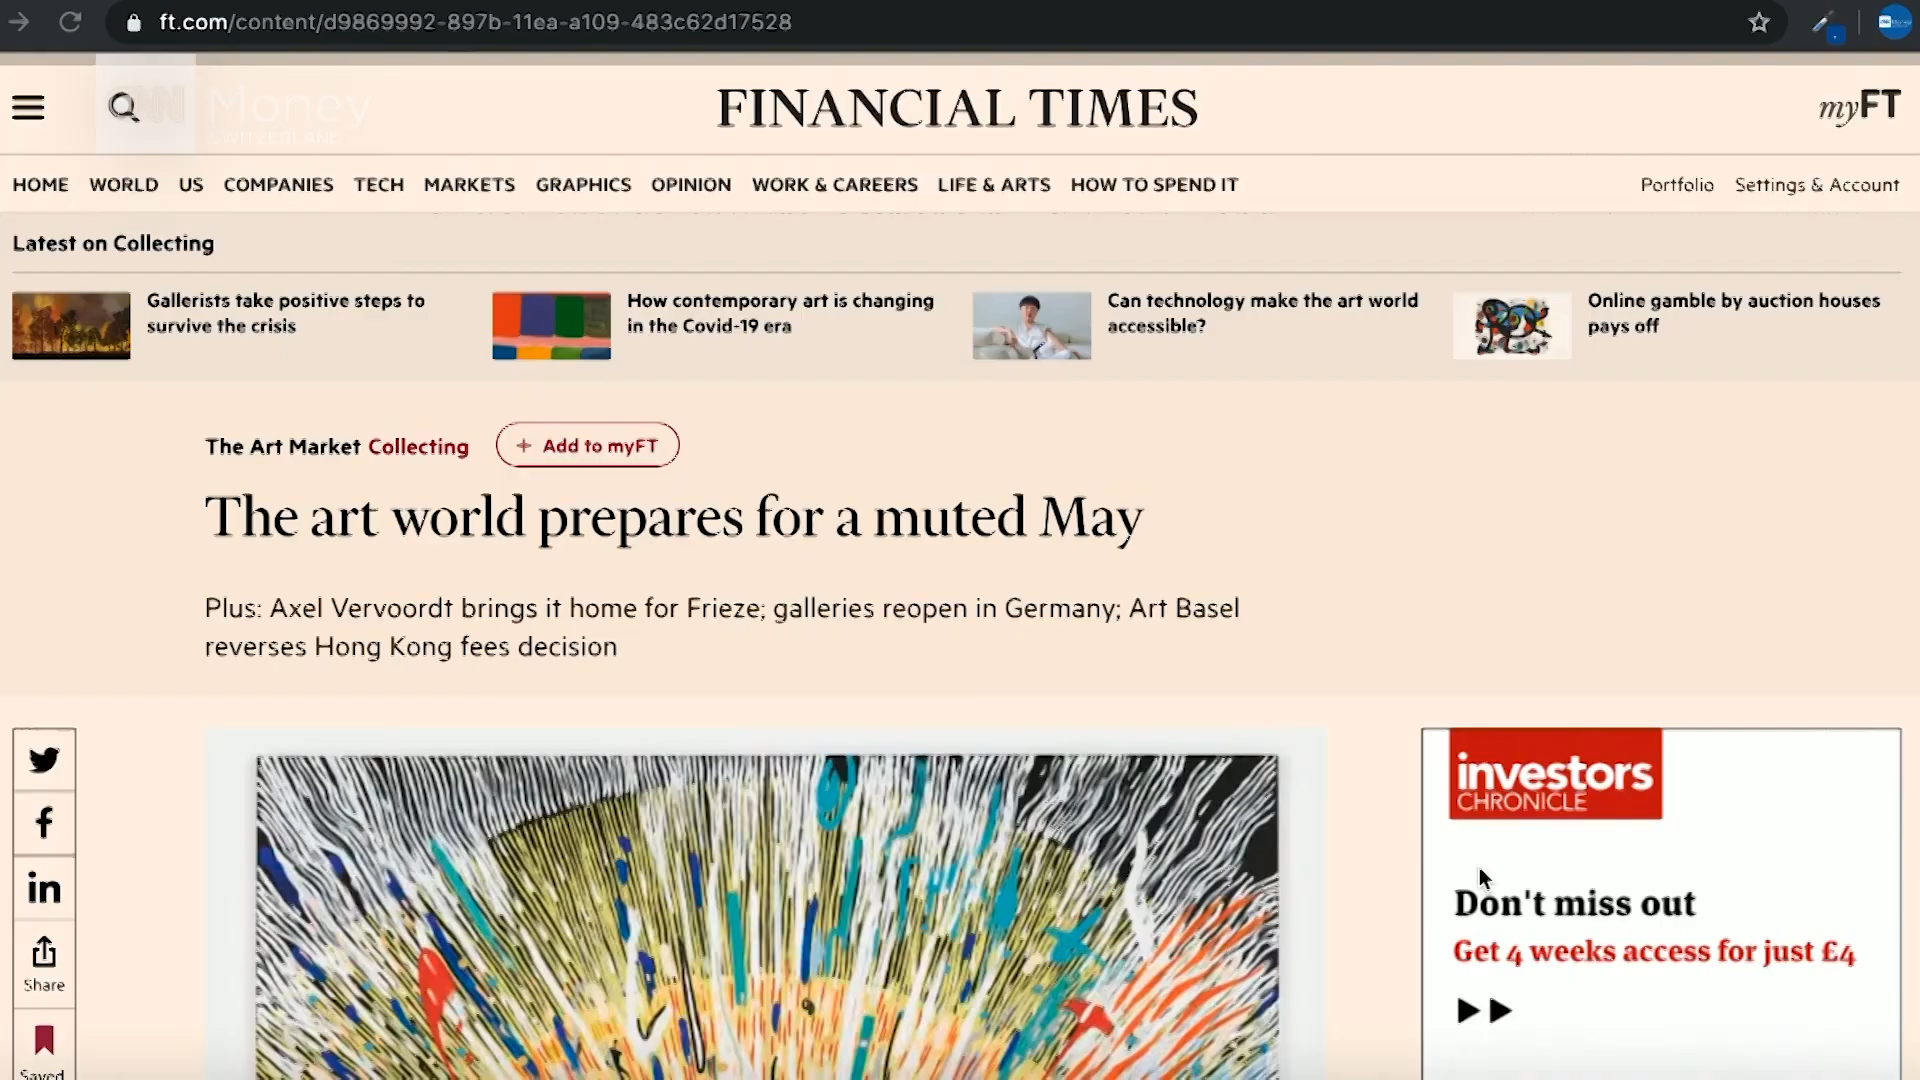 ft.com/content/d9869992-897b-11ea-a109-483c62d17528
Money
SWITZERLAND
FINANCIAL TIMES
myFT
HOME WORLD US COMPANIES TECH MARKETS GRAPHICS OPINION WORK & CAREERS LIFE & ARTS HOW TO SPEND IT Portfolio Settings & Account
Latest on Collecting
Gallerists take positive steps to
survive the crisis
How contemporary art is changing
in the Covid-19 era
Can technology make the art world
accessible?
Online gamble by auction houses
pays off
The Art Market Collecting + Add to myFT
The art world prepares for a muted May
Plus: Axel Vervoordt brings it home for Frieze; galleries reopen in Germany; Art Basel
reverses Hong Kong fees decision
Share
Saved
investors
CHRONICLE
Don't miss out
Get 4 weeks access for just £4